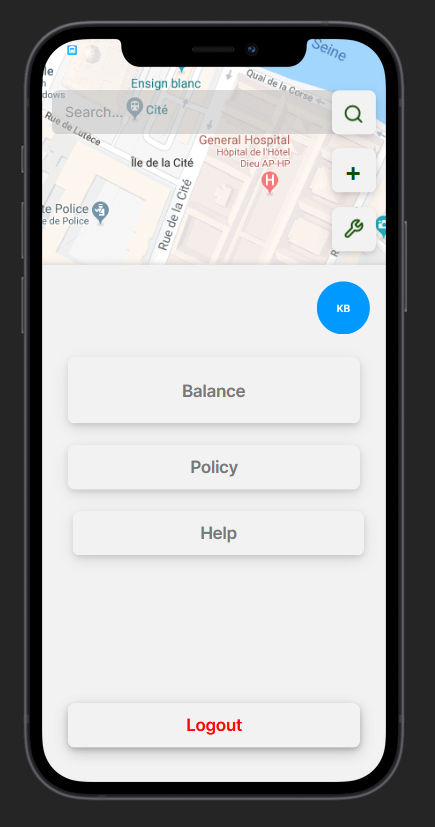 Seine
le
Ensign blanc
Quai de la Corse
n
dows
Search...
Cité
Rue de Lutèce
General Hospital
Hôpital de l'Hôtel
Dieu AP-HP
H
Île de la Cité
+
te Police
e de Police
Rue de la Cité
R
KB
Balance
Policy
Help
Logout